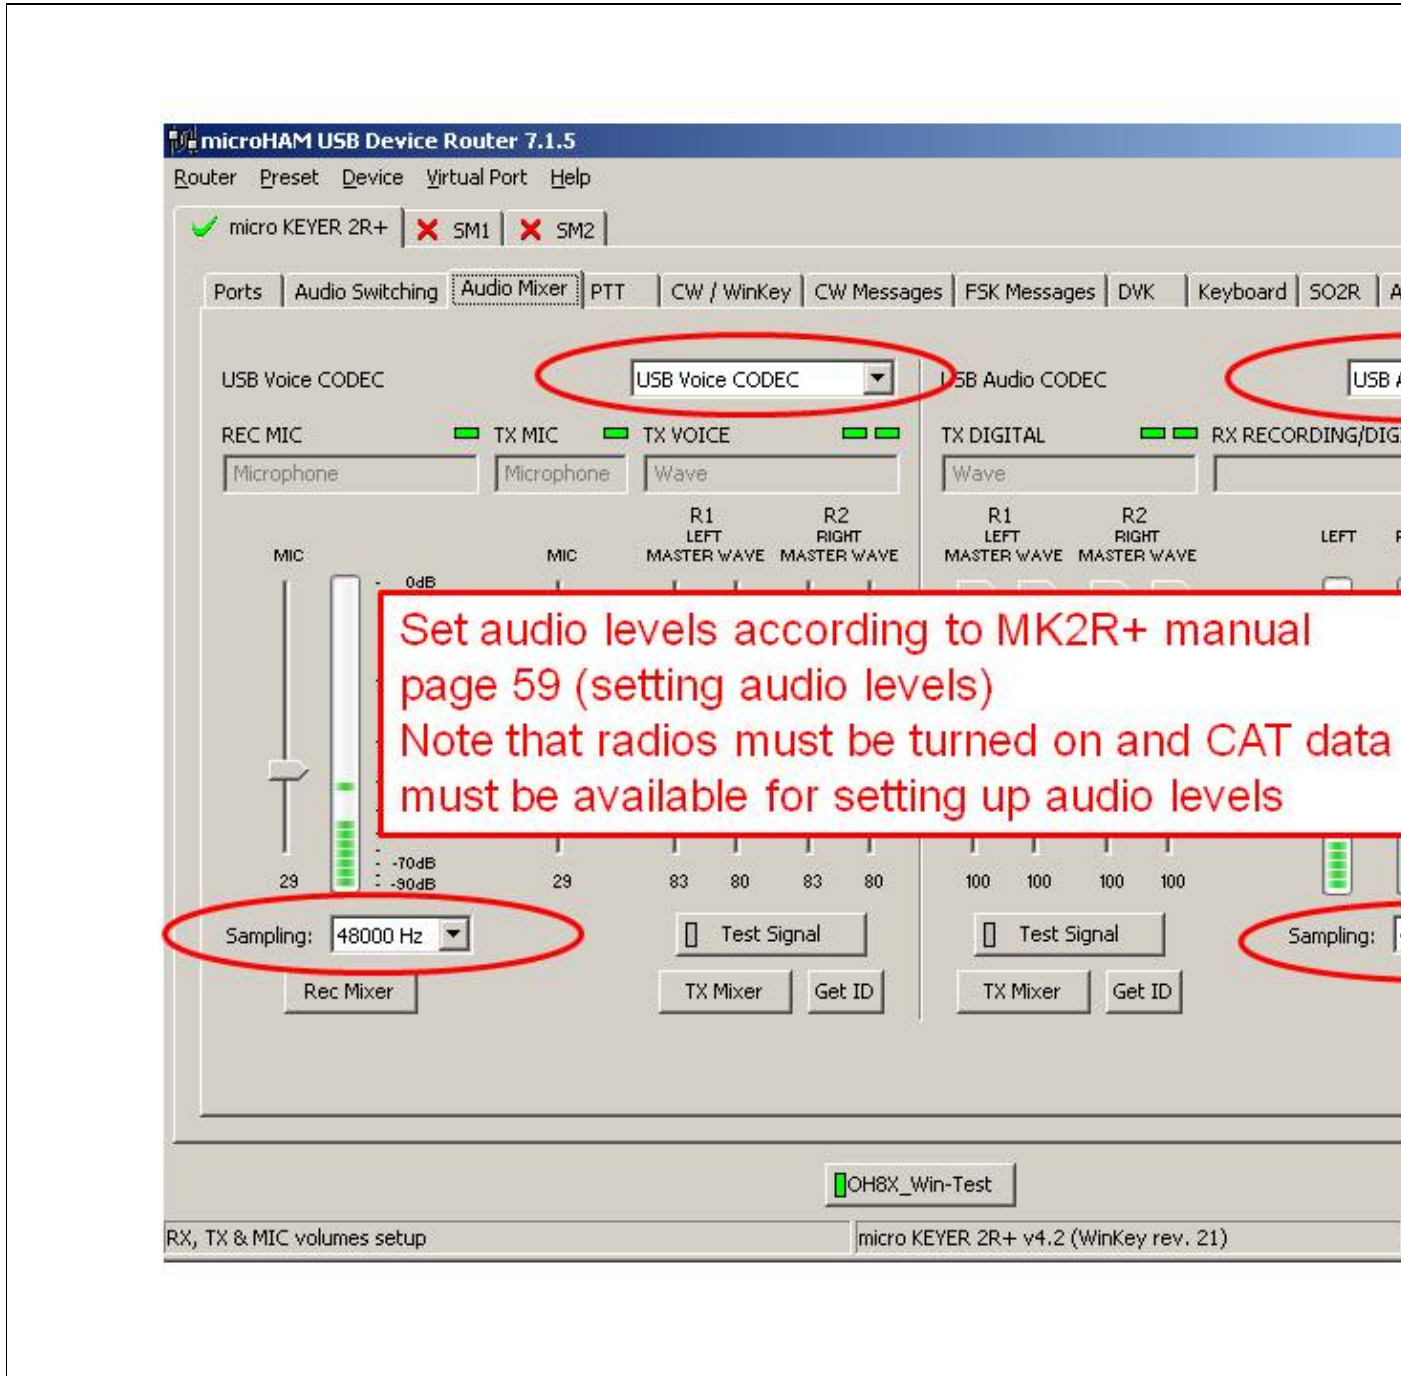 microHAM USB Device Router 7.1.5
Router Preset Device Virtual Port Help
micro KEYER 2R+ SM1 SM2
Ports Audio Switching Audio Mixer PTT CW / WinKey CW Messages FSK Messages DVK Keyboard SO2R
USB Voice CODEC USB Voice CODEC USB Audio CODEC USB
REC MIC TX MIC TX VOICE TX DIGITAL RX RECORDING/DIG
Microphone Microphone Wave Wave
R1 R2 R1 R2
LEFT RIGHT LEFT RIGHT LEFT
MIC MIC MASTER WAVE MASTER WAVE MASTER WAVE MASTER WAVE
0dB
Set audio levels according to MK2R+ manual
page 59 (setting audio levels)
Note that radios must be turned on and CAT data
must be available for setting up audio levels
-70dB
29 -90dB 29 83 80 83 80 100 100 100 100
Sampling: 48000 Hz Test Signal Test Signal Sampling:
Rec Mixer TX Mixer Get ID TX Mixer Get ID
OH8X_Win-Test
RX, TX & MIC volumes setup micro KEYER 2R+ v4.2 (WinKey rev. 21)